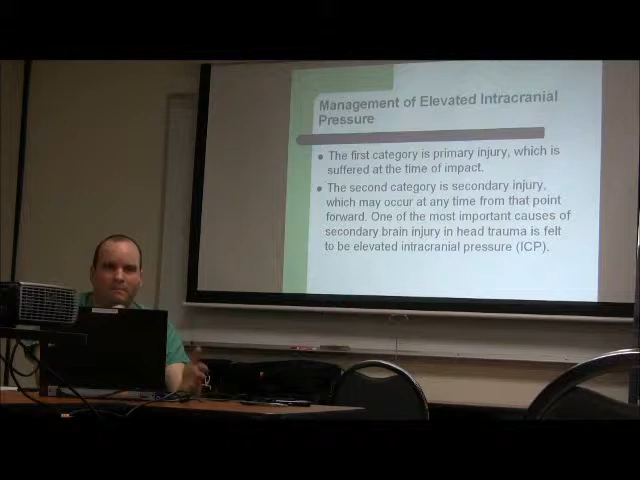 Management of Elevated Intracranial
Pressure
● The first category is primary injury, which is
suffered at the time of impact.
● The second category is secondary injury,
which may occur at any time from that point
forward. One of the most important causes of
secondary brain injury in head trauma is felt
to be elevated intracranial pressure (ICP).